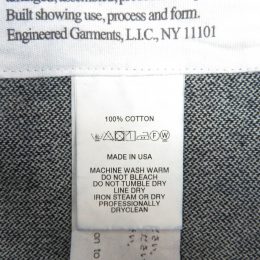 Built showing use, process and form.
Engineered Garments, L.I.C., NY 11101
100% COTTON
MADE IN USA
MACHINE WASH WARM
DO NOT BLEACH
DO NOT TUMBLE DRY
LINE DRY
IRON STEAM OR DRY
PROFESSIONALLY
DRYCLEAN